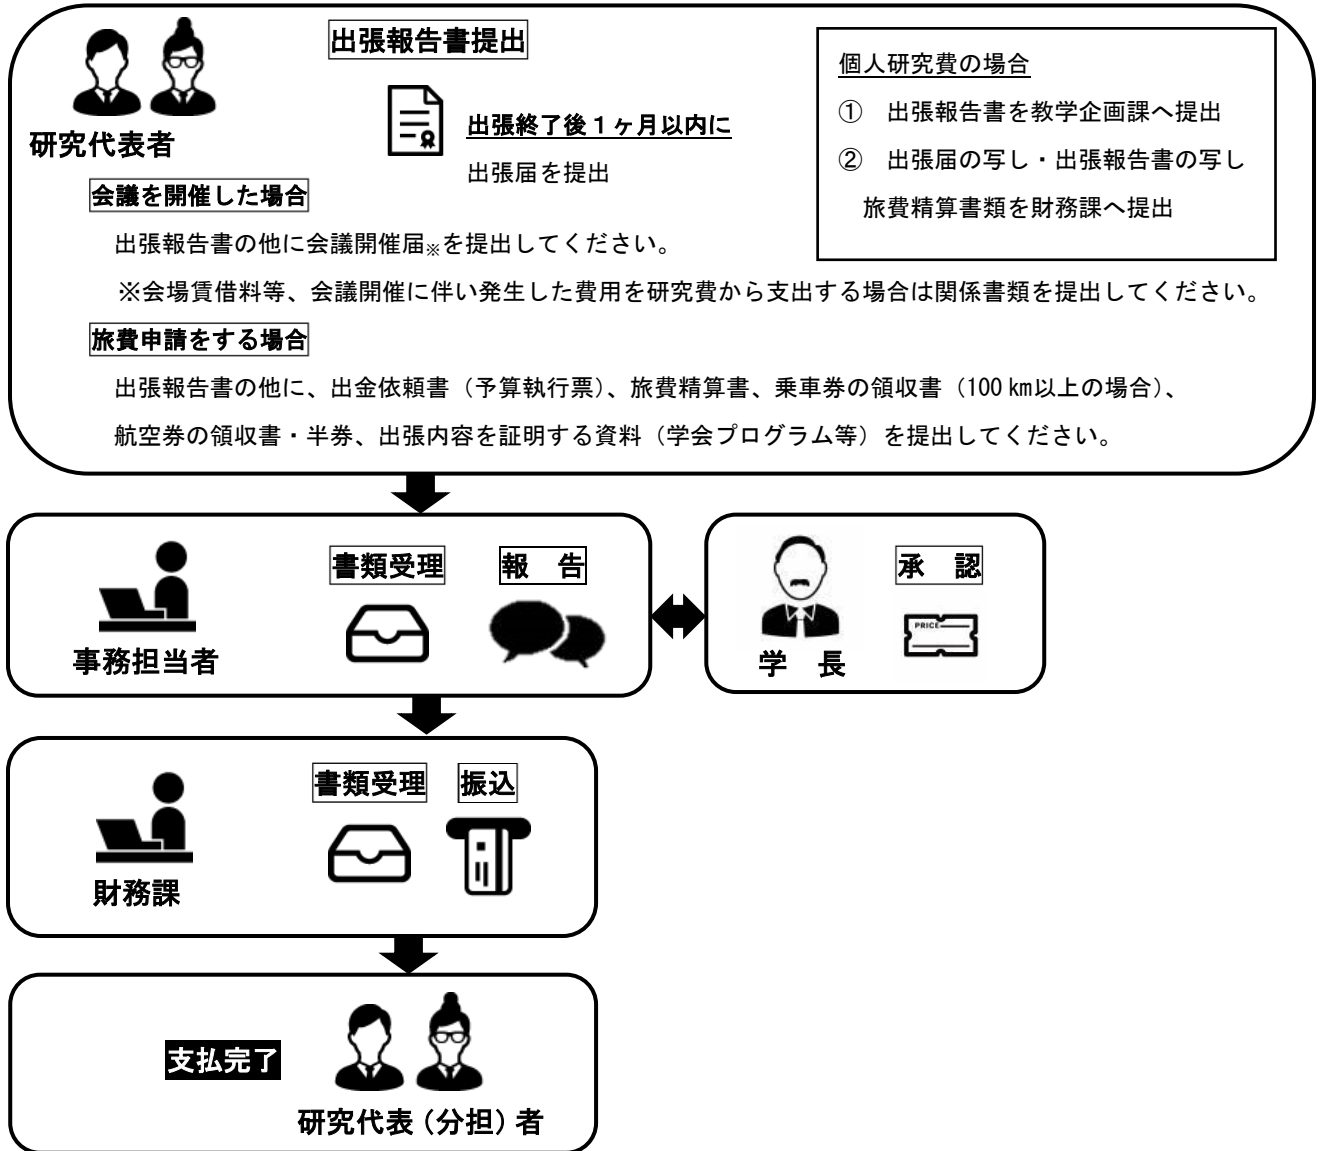 研究代表者
出張報告書提出
出張終了後１ヶ月以内に
出張届を提出
個人研究費の場合
① 出張報告書を教学企画課へ提出
② 出張届の写し・出張報告書の写し
旅費精算書類を財務課へ提出
会議を開催した場合
出張報告書の他に会議開催届※を提出してください。
※会場賃借料等、会議開催に伴い発生した費用を研究費から支出する場合は関係書類を提出してください。
旅費申請をする場合
出張報告書の他に、出金依頼書（予算執行票）、旅費精算書、乗車券の領収書（100 km以上の場合）、
航空券の領収書・半券、出張内容を証明する資料（学会プログラム等）を提出してください。
事務担当者
書類受理
報　告
学　長
承　認
PRICE
財務課
書類受理
振込
支払完了
研究代表（分担）者